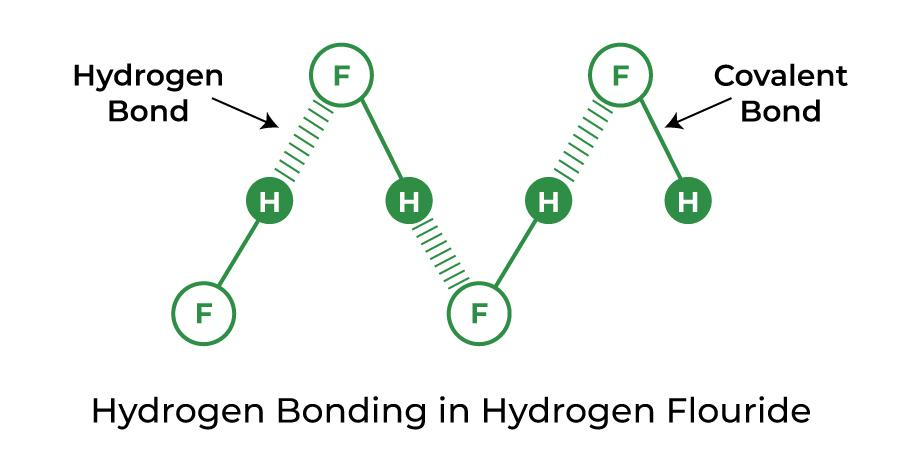 Hydrogen
Bond
F
F
Covalent
Bond
H
H
H
H
F
F
Hydrogen Bonding in Hydrogen Flouride